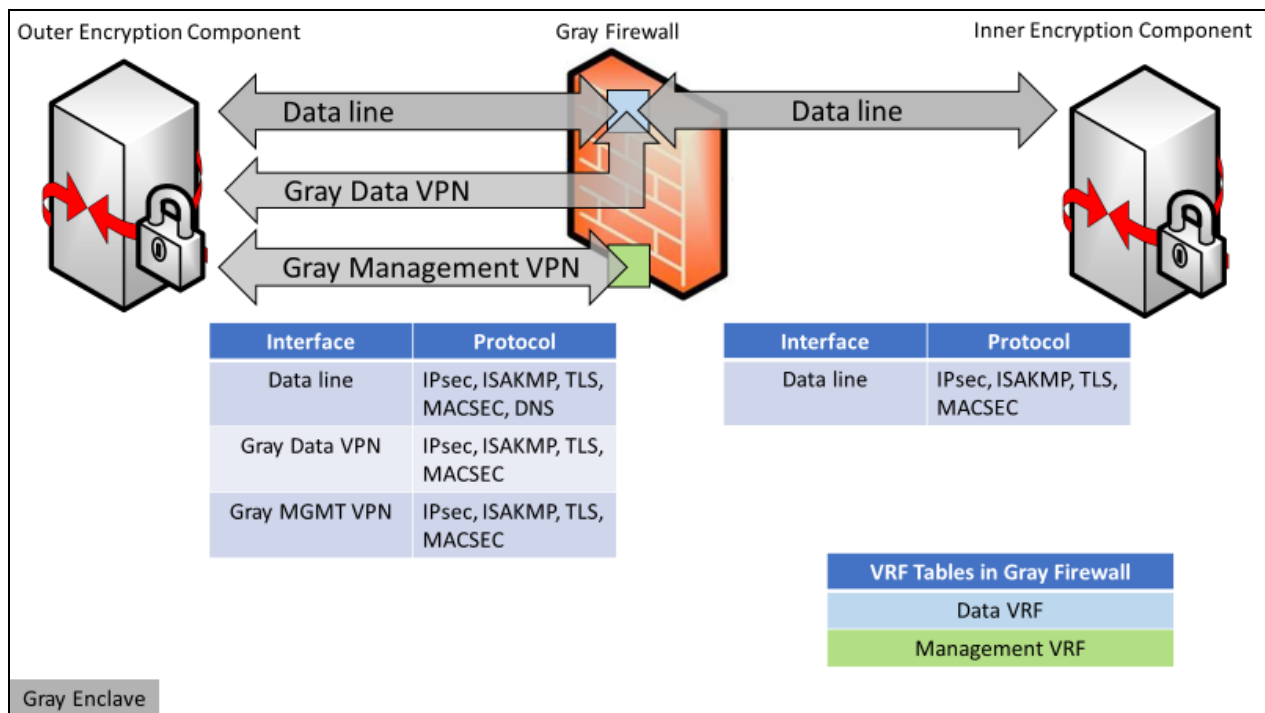 Outer Encryption Component
Gray Firewall
Inner Encryption Component
Data line
Data line
Gray Data VPN
Gray Management VPN
Interface Protocol
Data line IPsec, ISAKMP, TLS,
MACSEC, DNS
Gray Data VPN IPsec, ISAKMP, TLS,
MACSEC
Gray MGMT VPN IPsec, ISAKMP, TLS,
MACSEC
Interface Protocol
Data line IPsec, ISAKMP, TLS,
MACSEC
VRF Tables in Gray Firewall
Data VRF
Management VRF
Gray Enclave